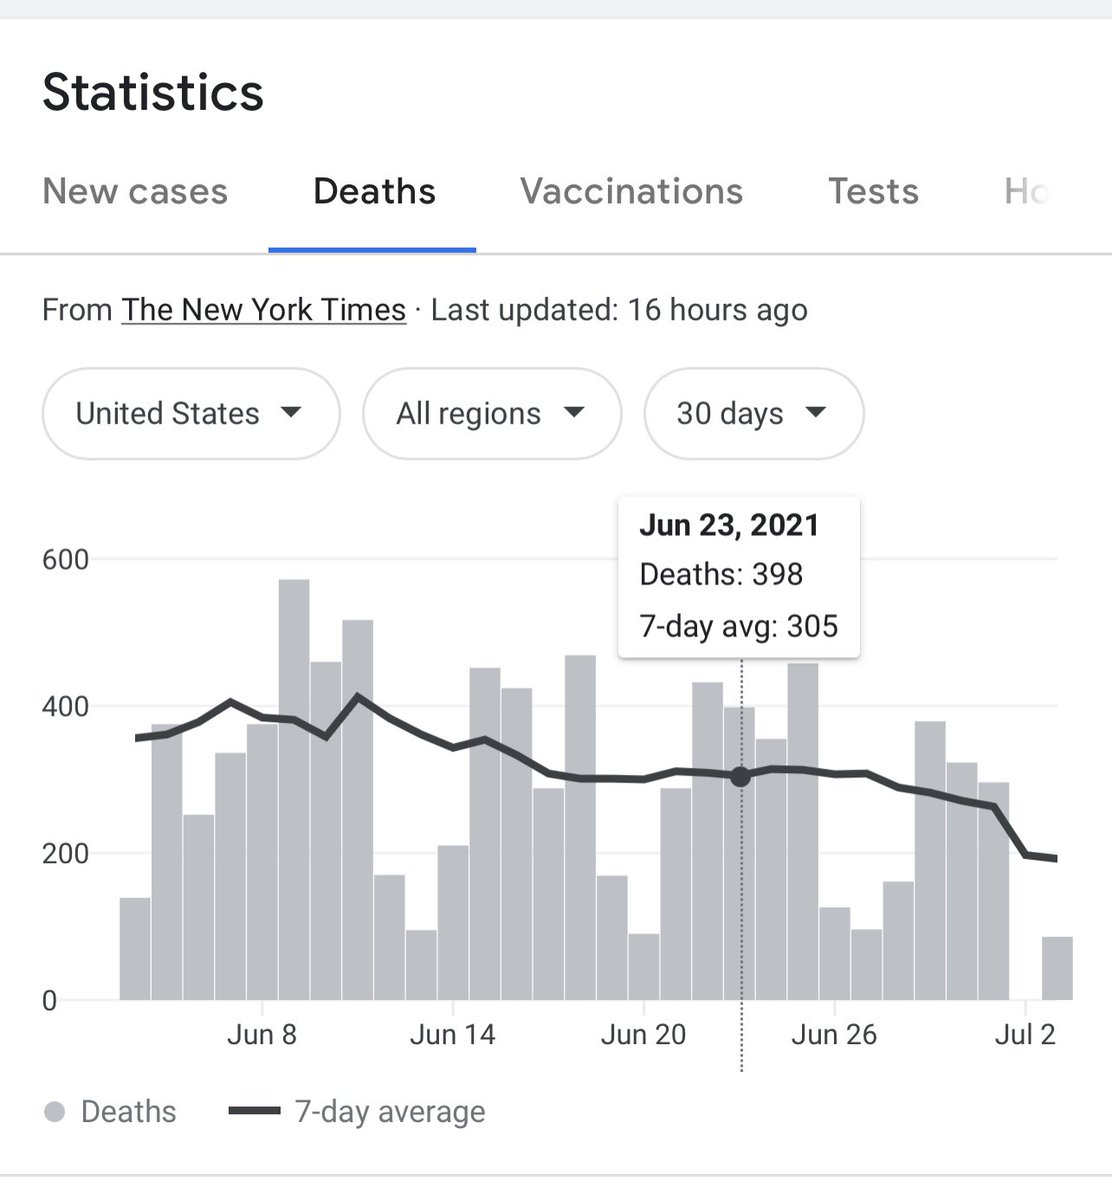 Statistics
New cases Deaths Vaccinations Tests Ho
From The New York Times · Last updated: 16 hours ago
United States All regions 30 days
Jun 23, 2021
Deaths: 398
7-day avg: 305
600
400
200
0
Jun 8 Jun 14 Jun 20 Jun 26 Jul 2
Deaths 7-day average